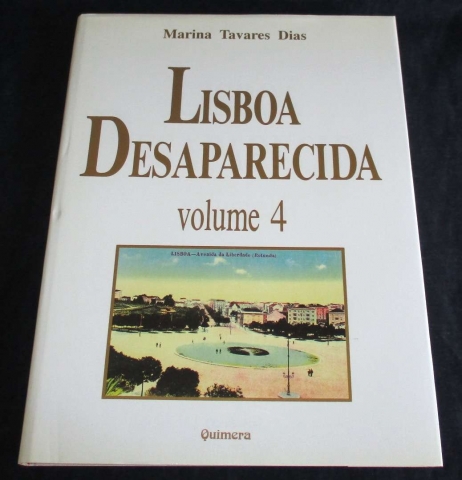 Marina Tavares Dias
LISBOA
DESAPARECIDA
volume 4
LISBOA—Avenida da Liberdade (Rotunda)
Quimera